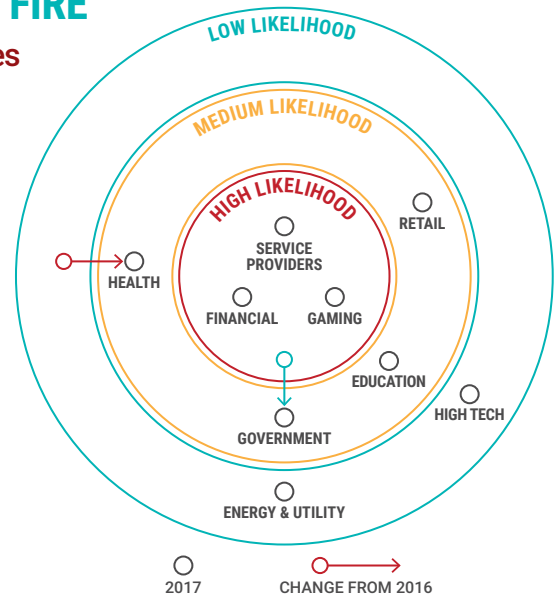 FIRE
es
LOW LIKELIHOOD
MEDIUM LIKELIHOOD
HIGH LIKELIHOOD
RETAIL
SERVICE
PROVIDERS
HEALTH
FINANCIAL
GAMING
EDUCATION
HIGH TECH
GOVERNMENT
ENERGY & UTILITY
2017
CHANGE FROM 2016